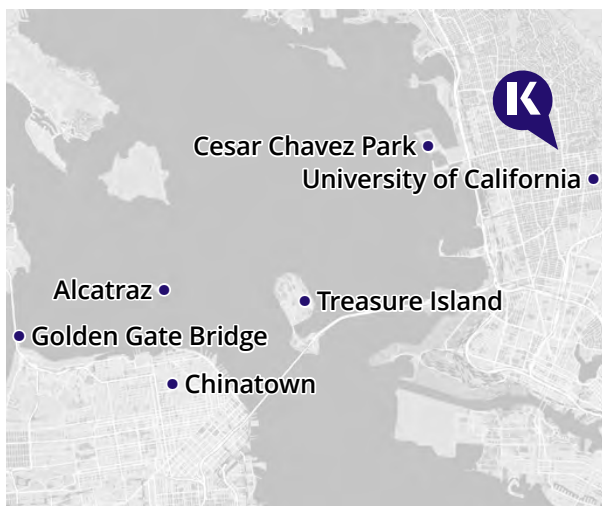 K
Cesar Chavez Park
University of California
Alcatraz
Treasure Island
Golden Gate Bridge
Chinatown